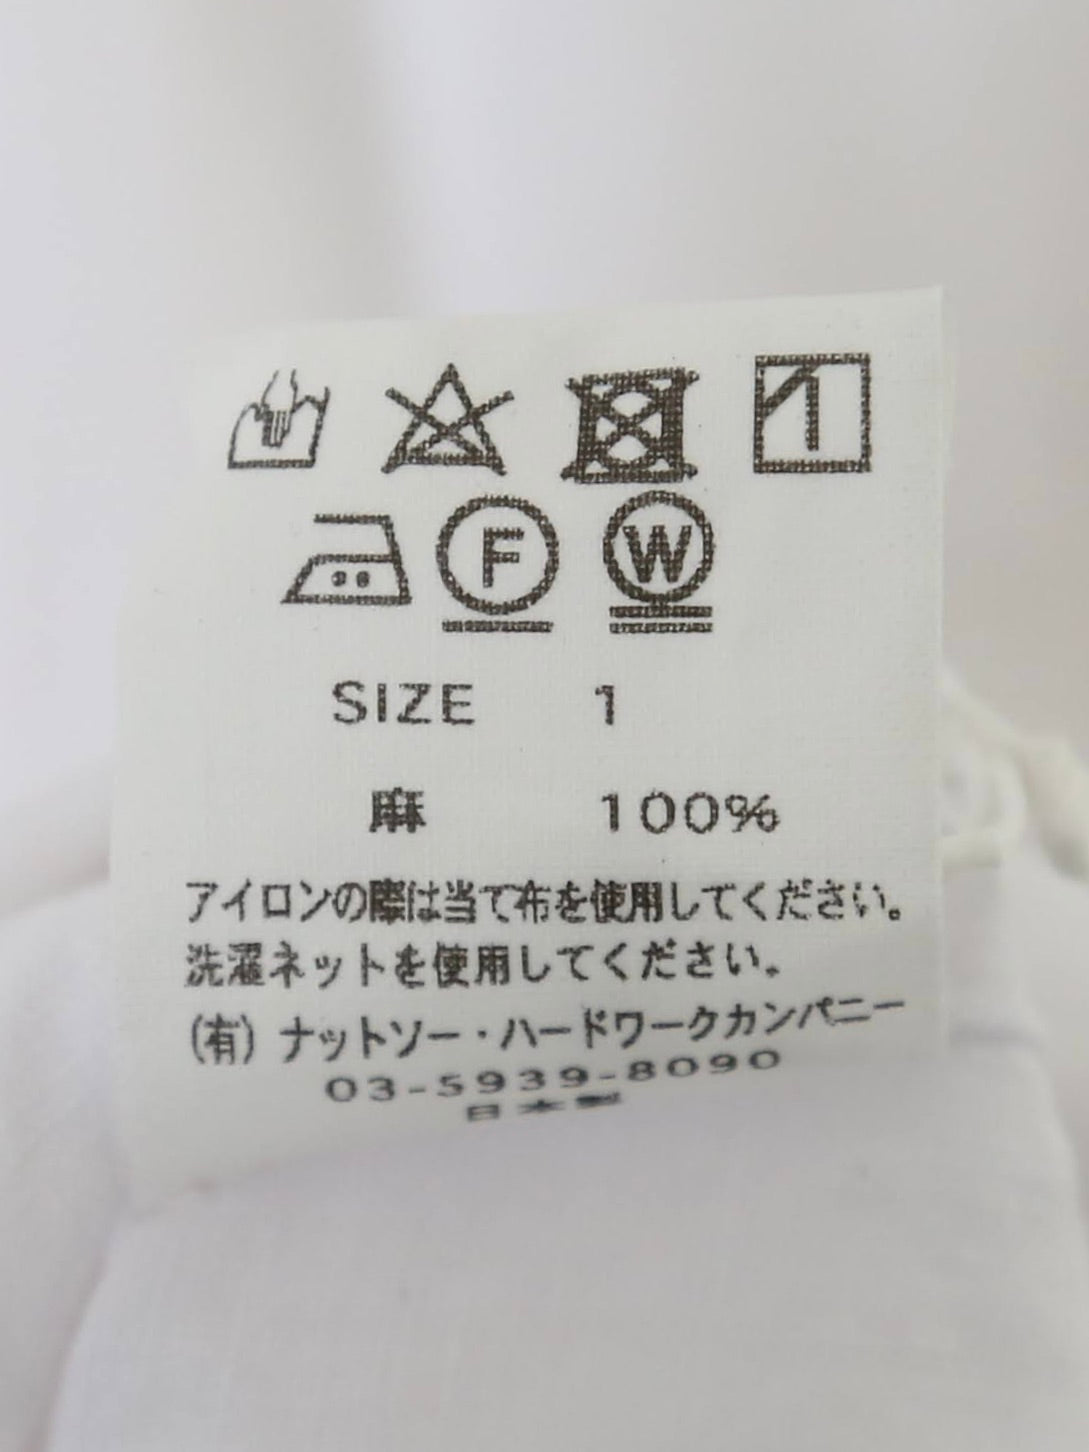 F W
SIZE 1
麻 100%
アイロンの際は当て布を使用してください。
洗濯ネットを使用してください。
(有) ナットソー・ハードワークカンパニー
03-5939-8090
日本製